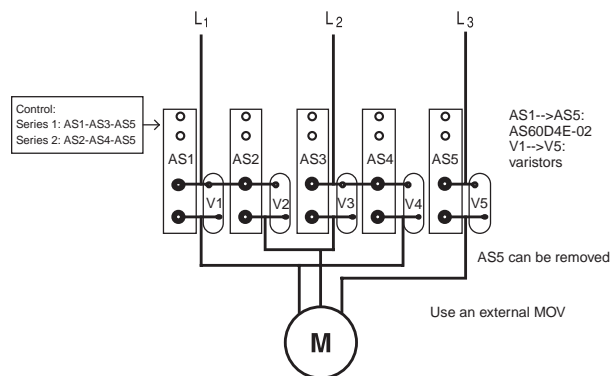 L1 L2 L3
Control:
Series 1: AS1-AS3-AS5
Series 2: AS2-AS4-AS5
AS1 AS2 AS3 AS4 AS5
AS1-->AS5:
AS60D4E-02
V1-->V5:
varistors
V1 V2 V3 V4 V5
AS5 can be removed
Use an external MOV
M